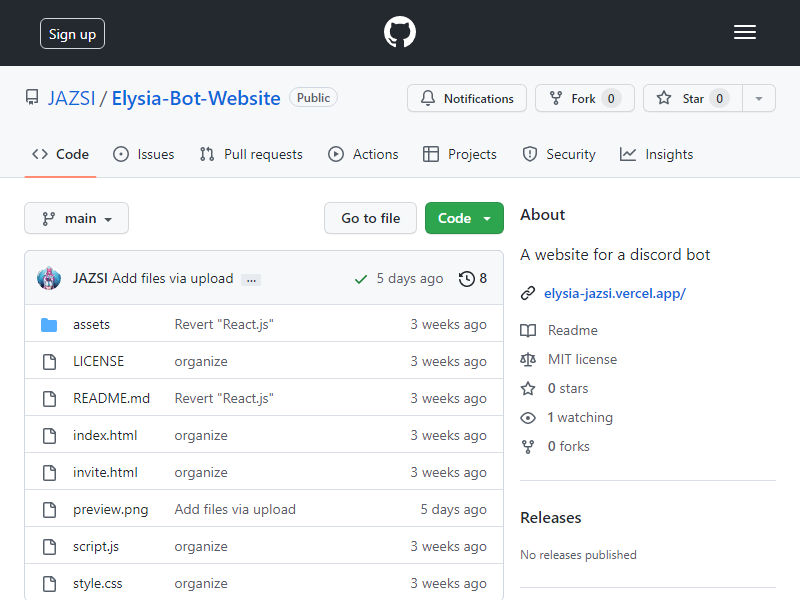 Sign up
JAZSI / Elysia-Bot-Website Public
Notifications Fork 0 Star 0
Code Issues Pull requests Actions Projects Security Insights
main Go to file Code
JAZSI Add files via upload ... 5 days ago 8
assets Revert "React.js" 3 weeks ago
LICENSE organize 3 weeks ago
README.md Revert "React.js" 3 weeks ago
index.html organize 3 weeks ago
invite.html organize 3 weeks ago
preview.png Add files via upload 5 days ago
script.js organize 3 weeks ago
style.css organize 3 weeks ago
About
A website for a discord bot
elysia-jazsi.vercel.app/
Readme
MIT license
0 stars
1 watching
0 forks
Releases
No releases published